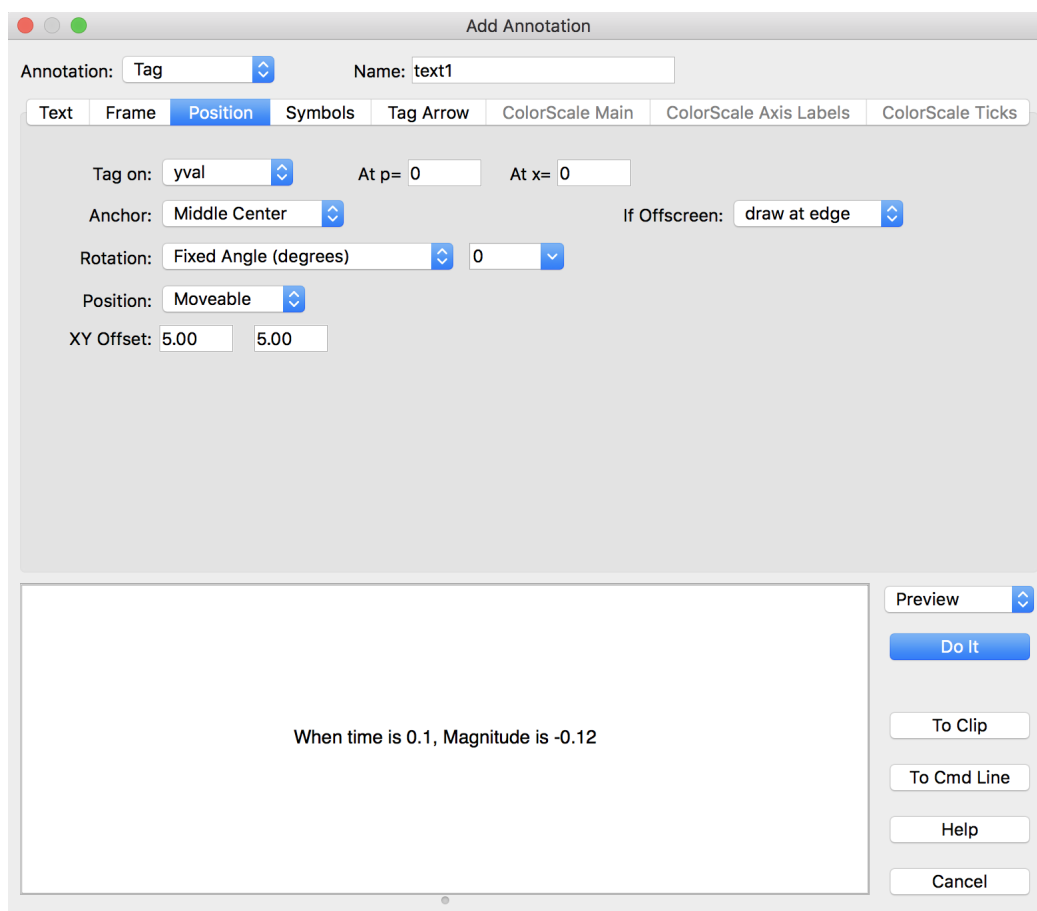 Add Annotation
Annotation: Tag Name: text1
Text Frame Position Symbols Tag Arrow ColorScale Main ColorScale Axis Labels ColorScale Ticks
Tag on: yval At p= 0 At x= 0
Anchor: Middle Center If Offscreen: draw at edge
Rotation: Fixed Angle (degrees) 0
Position: Moveable
XY Offset: 5.00 5.00
Preview
Do It
When time is 0.1, Magnitude is -0.12
To Clip
To Cmd Line
Help
Cancel